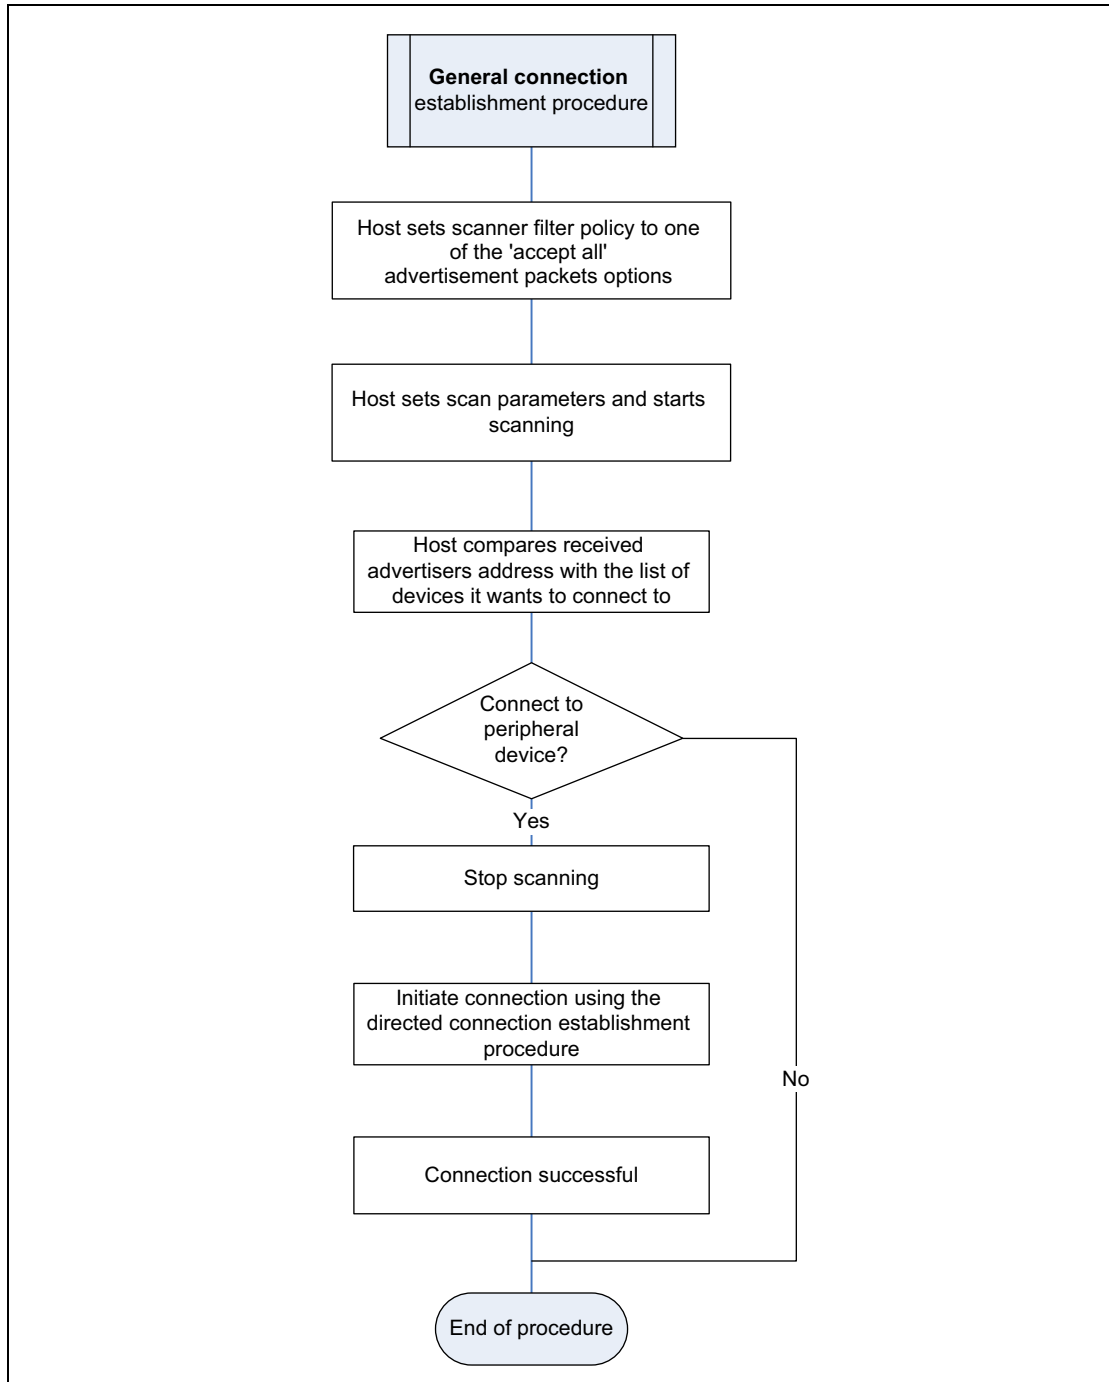 General connection
establishment procedure
Host sets scanner filter policy to one
of the 'accept all'
advertisement packets options
Host sets scan parameters and starts
scanning
Host compares received
advertisers address with the list of
devices it wants to connect to
Connect to
peripheral
device?
Yes
Stop scanning
Initiate connection using the
directed connection establishment
procedure
No
Connection successful
End of procedure